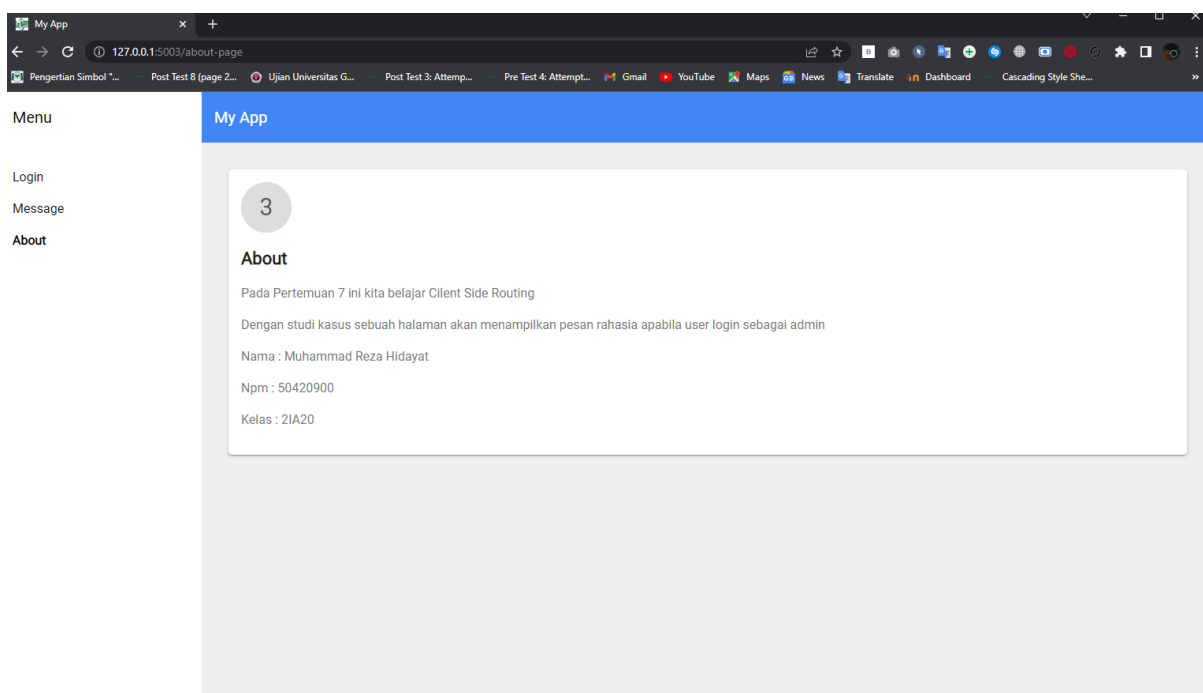 My App
127.0.0.1:5003/about-page
Pengertian Simbol "... Post Test 8 (page 2... Ujian Universitas G... Post Test 3: Attemp... Pre Test 4: Attempt... Gmail YouTube Maps News Translate Dashboard Cascading Style She... »
Menu
My App
Login
Message
About
3
About
Pada Pertemuan 7 ini kita belajar Cilent Side Routing
Dengan studi kasus sebuah halaman akan menampilkan pesan rahasia apabila user login sebagai admin
Nama : Muhammad Reza Hidayat
Npm : 50420900
Kelas : 2IA20